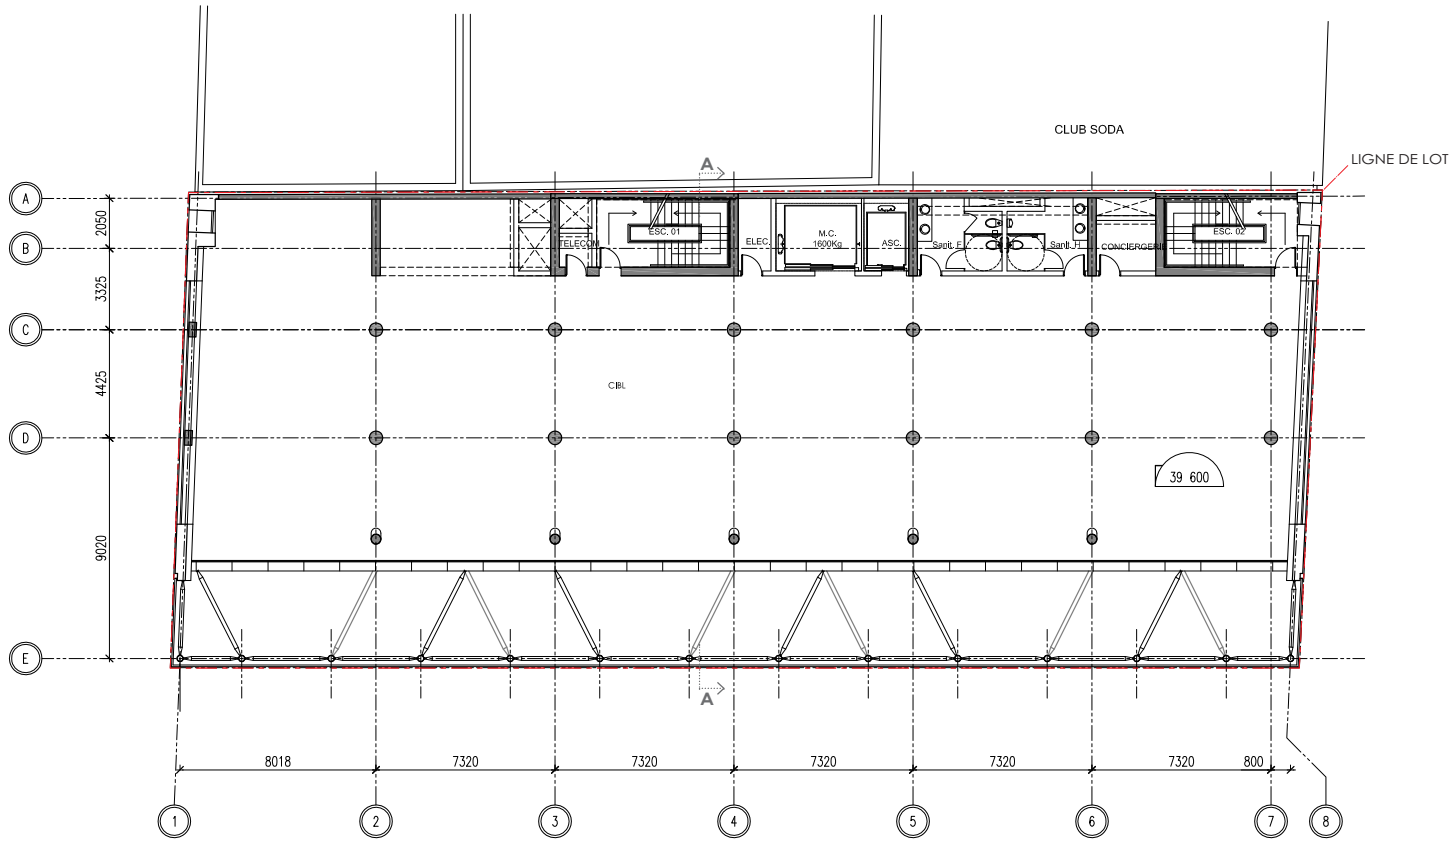 CLUB SODA
LIGNE DE LOT
A
A
2050
B
ESC. 01
TELECOM
ELEC.
M.C.
1600Kg
ASC.
Sanit. F
Sanit. H
CONCIERGERIE
ESC. 02
3325
C
4425
CIBL
D
39 600
9020
E
A
8018
7320
7320
7320
7320
7320
800
1
2
3
4
5
6
7
8